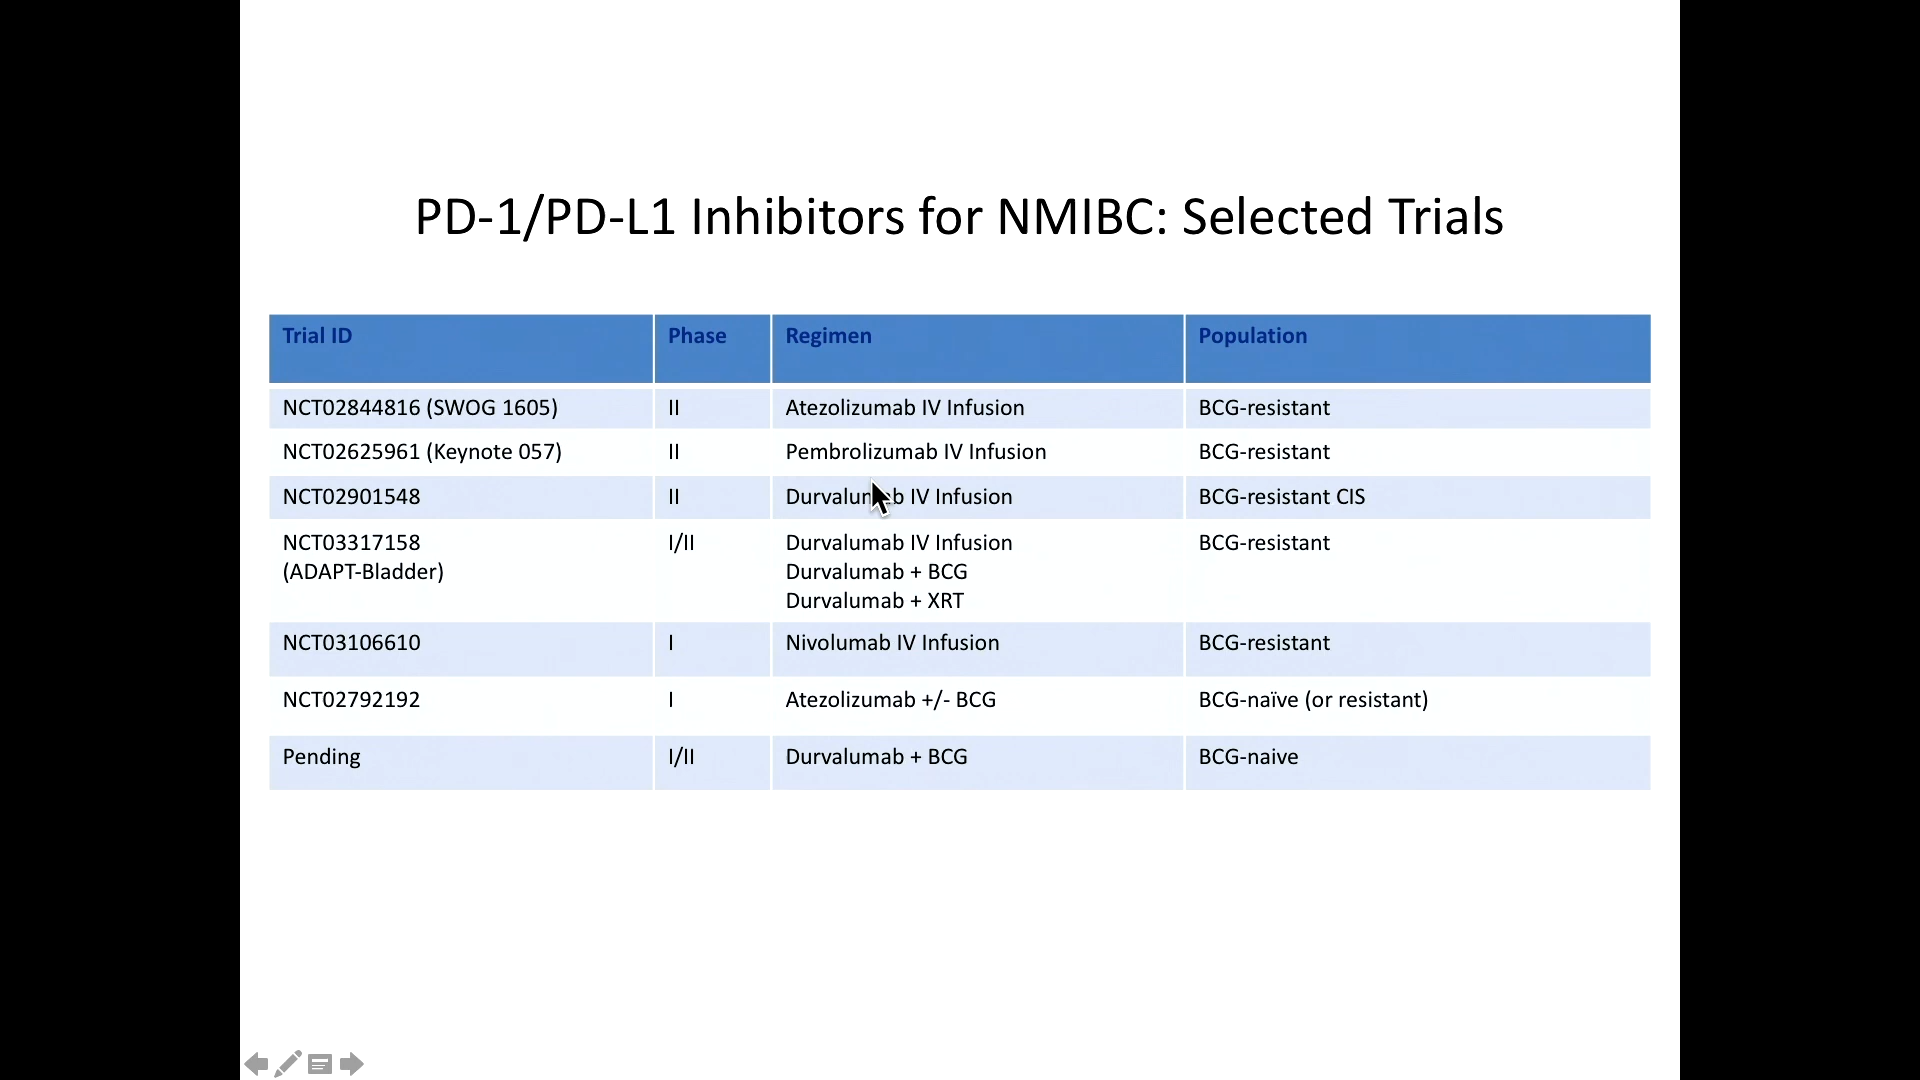 PD-1/PD-L1 Inhibitors for NMIBC: Selected Trials
Trial ID Phase Regimen Population
NCT02844816 (SWOG 1605) II Atezolizumab IV Infusion BCG-resistant
NCT02625961 (Keynote 057) II Pembrolizumab IV Infusion BCG-resistant
NCT02901548 II Durvalumab IV Infusion BCG-resistant CIS
NCT03317158 I/II Durvalumab IV Infusion BCG-resistant
(ADAPT-Bladder) Durvalumab + BCG
Durvalumab + XRT
NCT03106610 I Nivolumab IV Infusion BCG-resistant
NCT02792192 I Atezolizumab +/- BCG BCG-naïve (or resistant)
Pending I/II Durvalumab + BCG BCG-naive